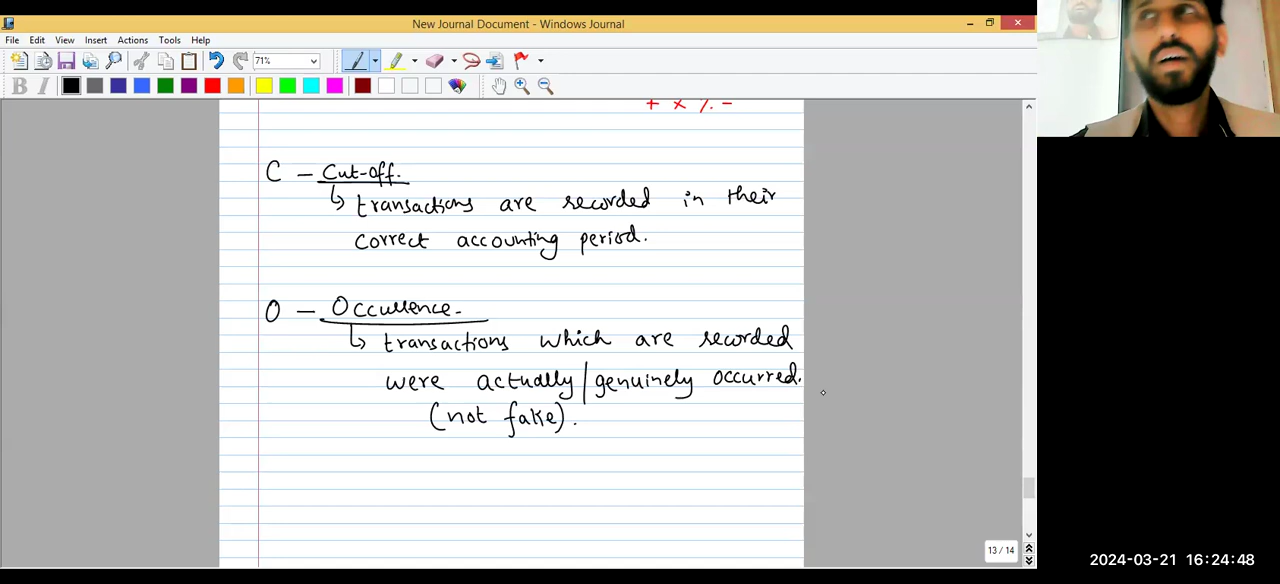 New Journal Document - Windows Journal
File Edit View Insert Actions Tools Help
71%
B I
+ × % -
C - Cut-off.
↳ transactions are recorded in their
correct accounting period.
O - Occurrence.
↳ transactions which are recorded
were actually/genuinely occurred.
(not fake).
13 / 14
2024-03-21 16:24:48